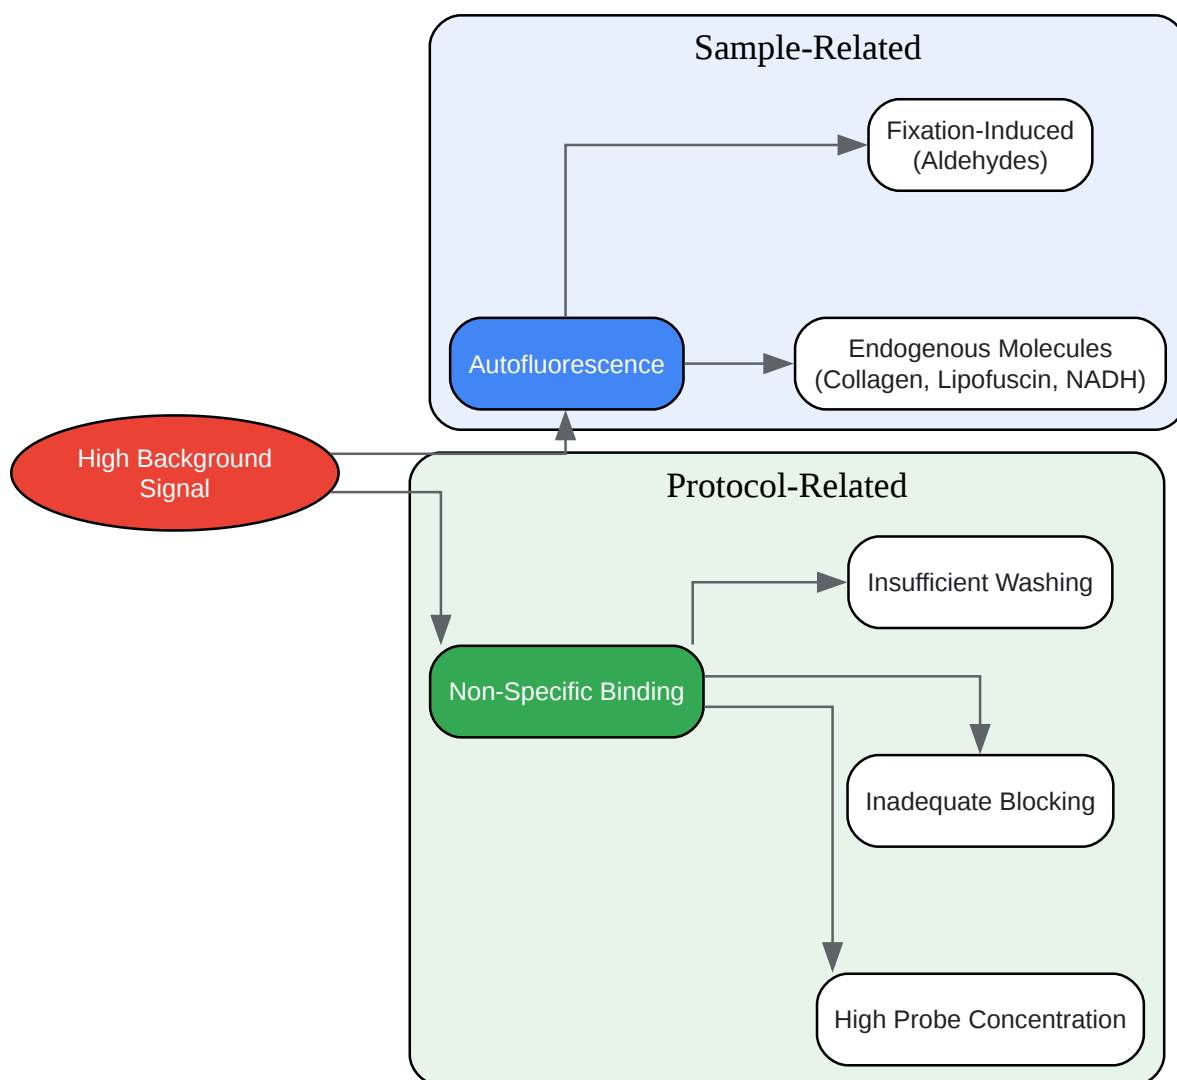 Sample-Related
Fixation-Induced
(Aldehydes)
Autofluorescence
Endogenous Molecules
(Collagen, Lipofuscin, NADH)
High Background
Signal
Protocol-Related
Insufficient Washing
Non-Specific Binding
Inadequate Blocking
High Probe Concentration